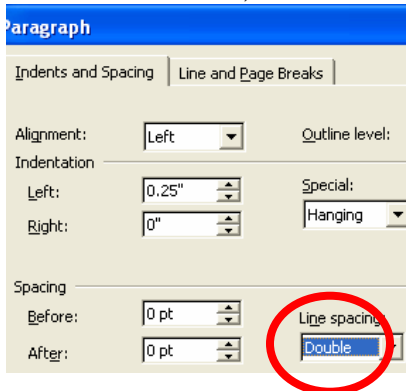 Paragraph
Indents and Spacing Line and Page Breaks
Alignment: Left Outline level:
Indentation
Left: 0.25" Special:
Right: 0" Hanging
Spacing
Before: 0 pt Line spacing:
After: 0 pt Double